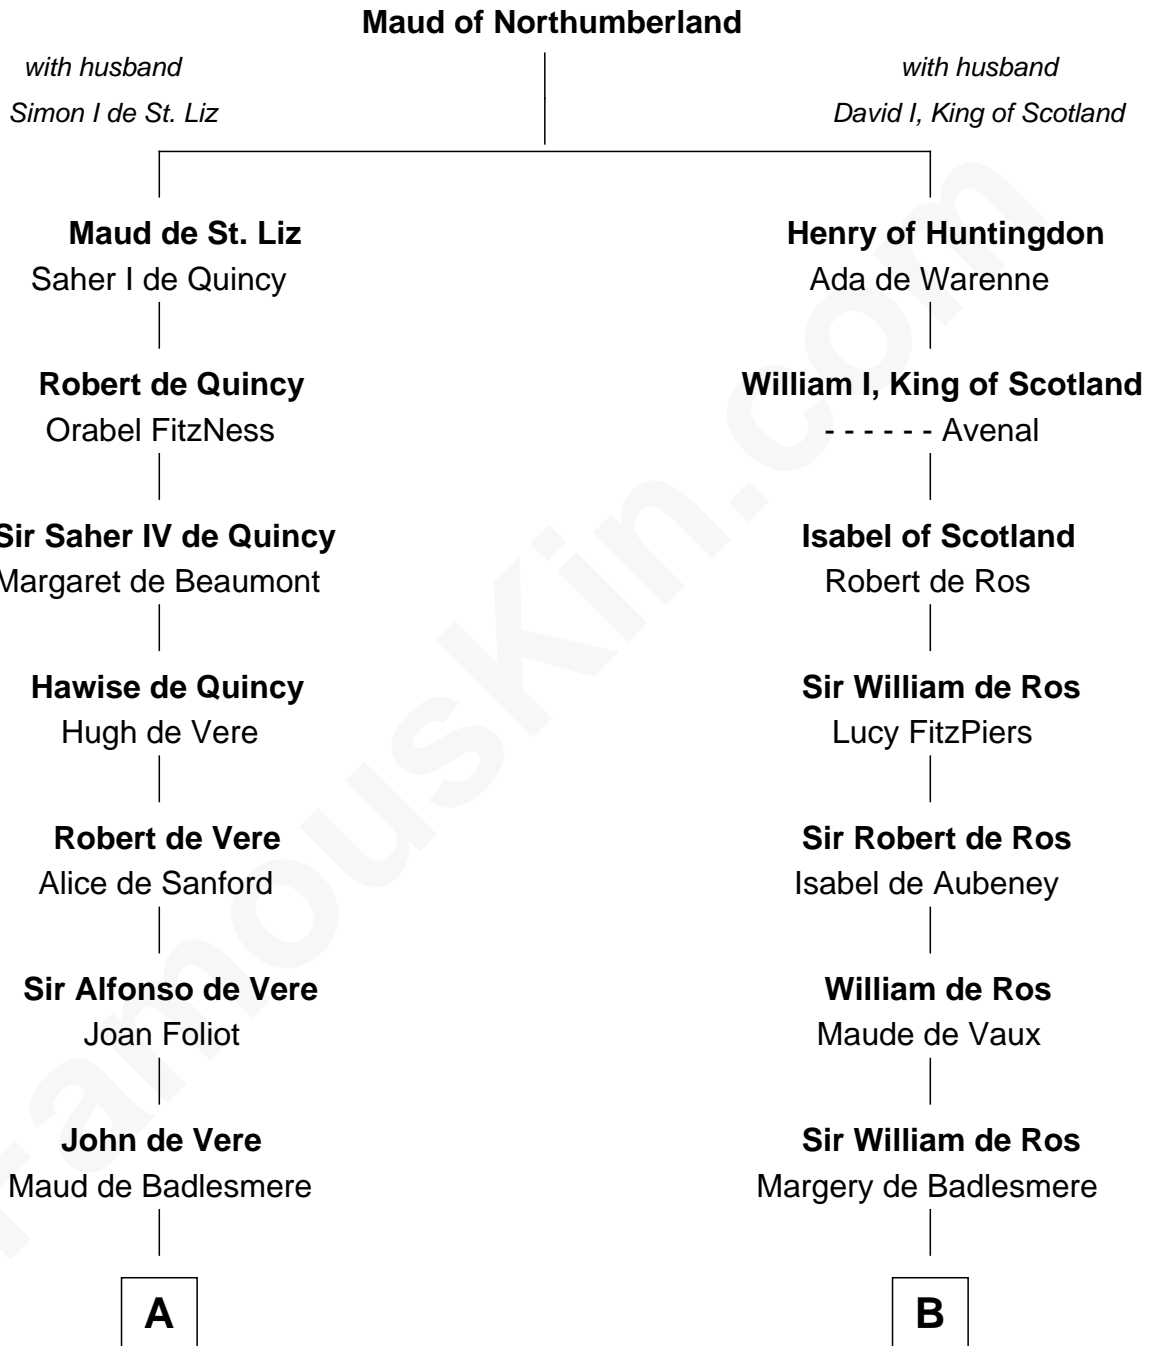 Maud of Northumberland
with husband
Simon I de St. Liz
with husband
David I, King of Scotland
Maud de St. Liz
Saher I de Quincy
Henry of Huntingdon
Ada de Warenne
Robert de Quincy
Orabel FitzNess
William I, King of Scotland
- - - - - - Avenal
Sir Saher IV de Quincy
Margaret de Beaumont
Isabel of Scotland
Robert de Ros
Hawise de Quincy
Hugh de Vere
Sir William de Ros
Lucy FitzPiers
Robert de Vere
Alice de Sanford
Sir Robert de Ros
Isabel de Aubeney
Sir Alfonso de Vere
Joan Foliot
William de Ros
Maude de Vaux
John de Vere
Maud de Badlesmere
Sir William de Ros
Margery de Badlesmere
A
B
FamousKin.com